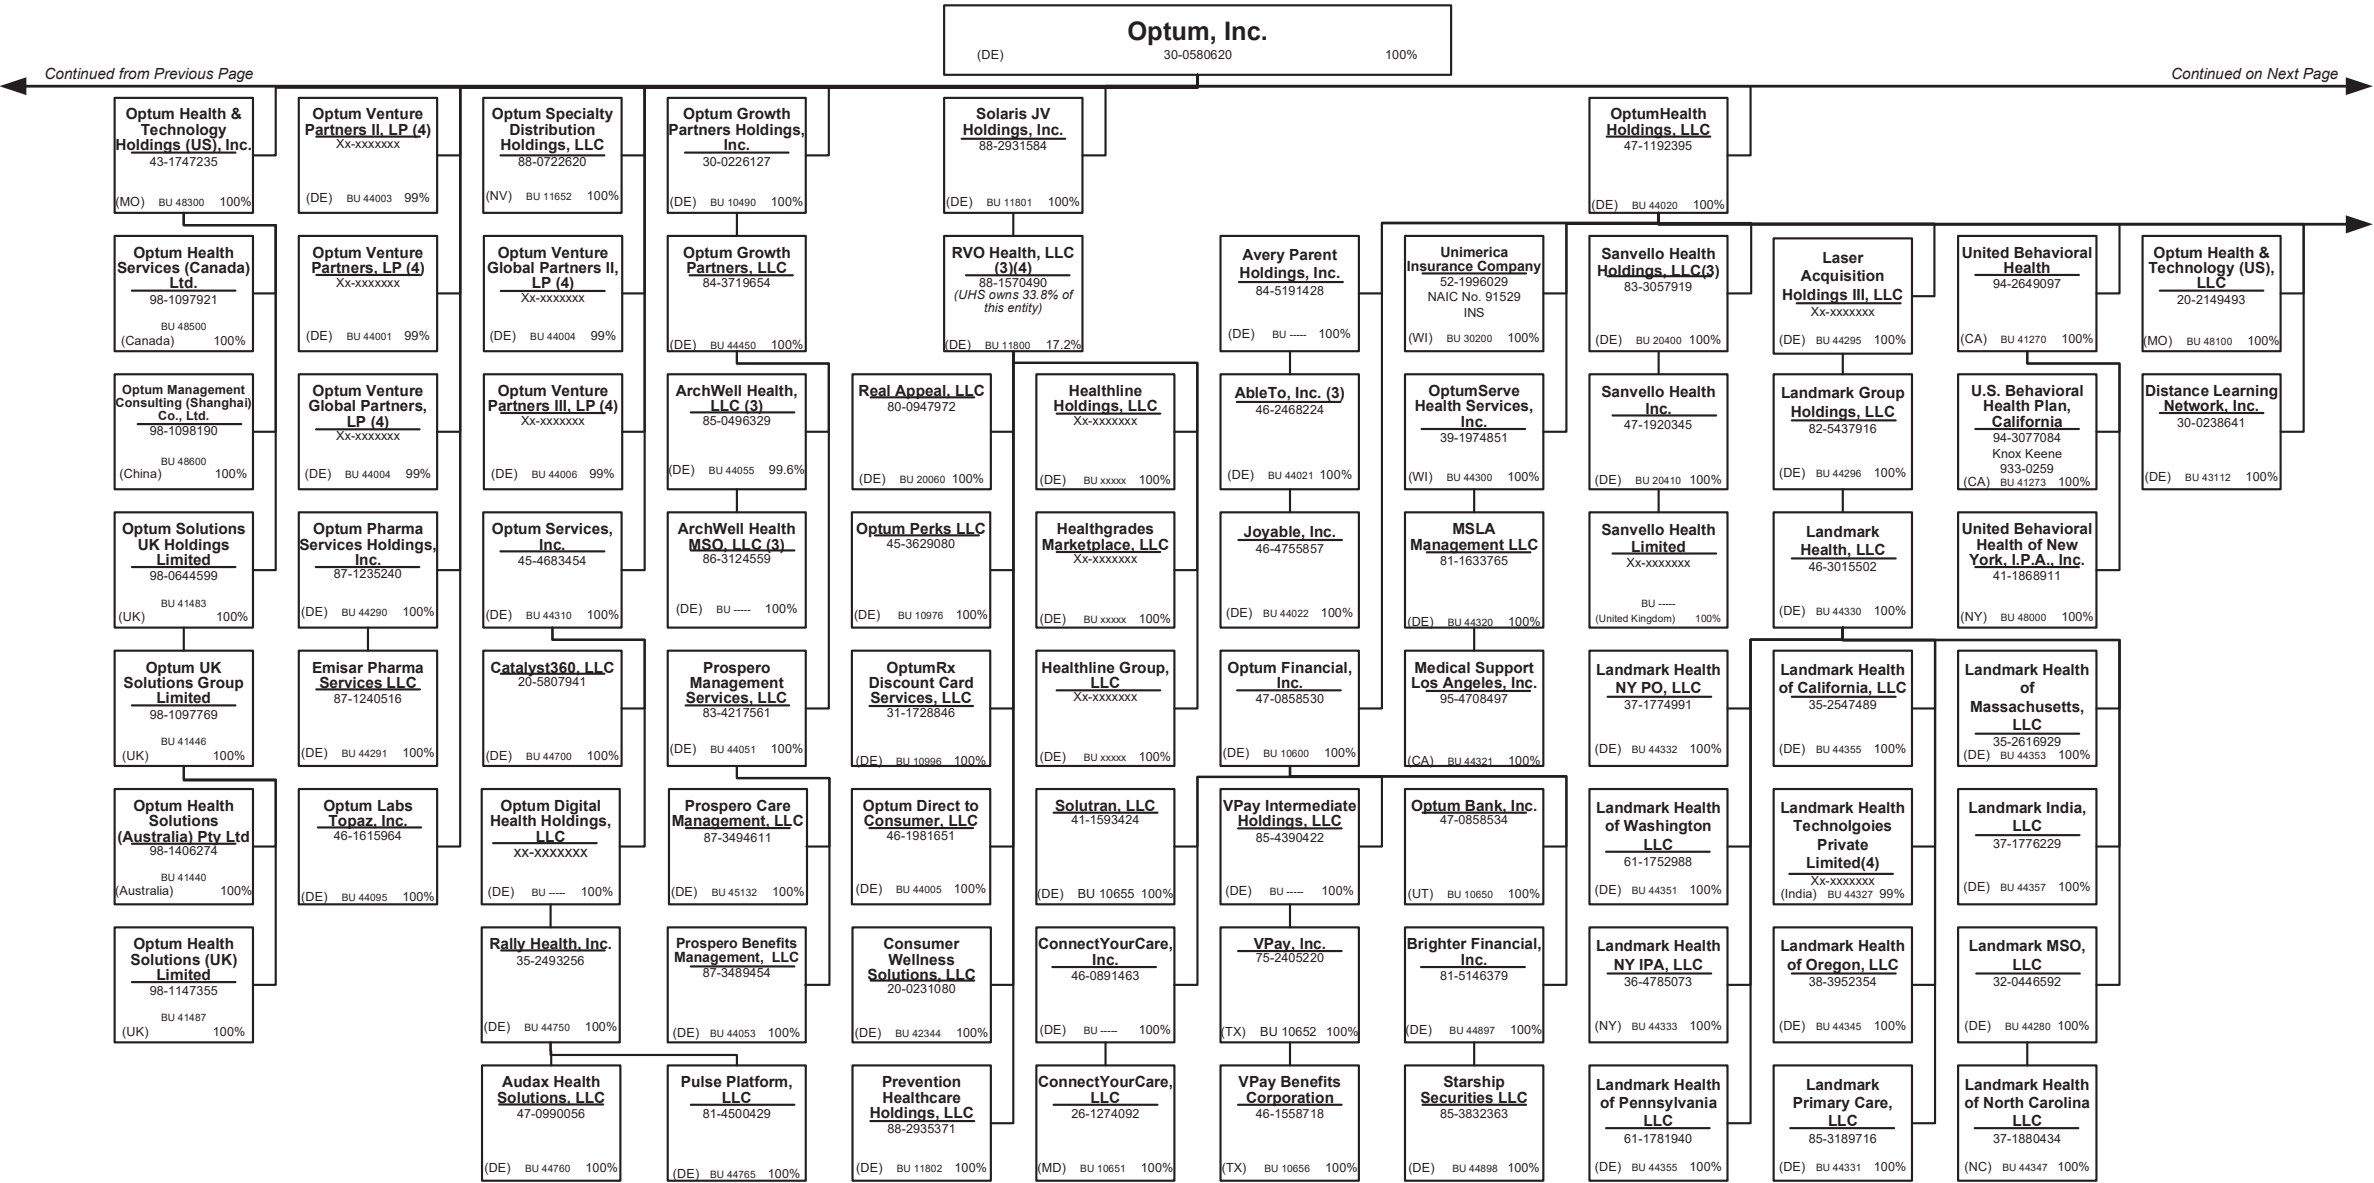 Optum, Inc.
(DE) 30-0580620 100%
Continued from Previous Page
Continued on Next Page
Optum Health &
Technology
Holdings (US), Inc.
43-1747235
(MO) BU 48300 100%
Optum Venture
Partners II, LP (4)
Xx-xxxxxxx
(DE) BU 44003 99%
Optum Specialty
Distribution
Holdings, LLC
88-0722620
(NV) BU 11652 100%
Optum Growth
Partners Holdings,
Inc.
30-0226127
(DE) BU 10490 100%
Solaris JV
Holdings, Inc.
88-2931584
(DE) BU 11801 100%
OptumHealth
Holdings, LLC
47-1192395
(DE) BU 44020 100%
Optum Health
Services (Canada)
Ltd.
98-1097921
BU 48500
(Canada) 100%
Optum Venture
Partners, LP (4)
Xx-xxxxxxx
(DE) BU 44001 99%
Optum Venture
Global Partners II,
LP (4)
Xx-xxxxxxx
(DE) BU 44004 99%
Optum Growth
Partners, LLC
84-3719654
(DE) BU 44450 100%
RVO Health, LLC
(3)(4)
88-1570490
(UHS owns 33.8% of
this entity)
(DE) BU 11800 17.2%
Avery Parent
Holdings, Inc.
84-5191428
(DE) BU ----- 100%
Unimerica
Insurance Company
52-1996029
NAIC No. 91529
INS
(WI) BU 30200 100%
Sanvello Health
Holdings, LLC(3)
83-3057919
(DE) BU 20400 100%
Laser
Acquisition
Holdings III, LLC
Xx-xxxxxxx
(DE) BU 44295 100%
United Behavioral
Health
94-2649097
(CA) BU 41270 100%
Optum Health &
Technology (US),
LLC
20-2149493
(MO) BU 48100 100%
Optum Management
Consulting (Shanghai)
Co., Ltd.
98-1098190
BU 48600
(China) 100%
Optum Venture
Global Partners,
LP (4)
Xx-xxxxxxx
(DE) BU 44004 99%
Optum Venture
Partners III, LP (4)
Xx-xxxxxxx
(DE) BU 44006 99%
ArchWell Health,
LLC (3)
85-0496329
(DE) BU 44055 99.6%
Real Appeal, LLC
80-0947972
(DE) BU 20060 100%
Healthline
Holdings, LLC
Xx-xxxxxxx
(DE) BU xxxxx 100%
AbleTo, Inc. (3)
46-2468224
(DE) BU 44021 100%
OptumServe
Health Services,
Inc.
39-1974851
(WI) BU 44300 100%
Sanvello Health
Inc.
47-1920345
(DE) BU 20410 100%
Landmark Group
Holdings, LLC
82-5437916
(DE) BU 44296 100%
U.S. Behavioral
Health Plan,
California
94-3077084
Knox Keene
933-0259
(CA) BU 41273 100%
Distance Learning
Network, Inc.
30-0238641
(DE) BU 43112 100%
Optum Solutions
UK Holdings
Limited
98-0644599
BU 41483
(UK) 100%
Optum Pharma
Services Holdings,
Inc.
87-1235240
(DE) BU 44290 100%
Optum Services,
Inc.
45-4683454
(DE) BU 44310 100%
ArchWell Health
MSO, LLC (3)
86-3124559
(DE) BU ----- 100%
Optum Perks LLC
45-3629080
(DE) BU 10976 100%
Healthgrades
Marketplace, LLC
Xx-xxxxxxx
(DE) BU xxxxx 100%
Joyable, Inc.
46-4755857
(DE) BU 44022 100%
MSLA
Management LLC
81-1633765
(DE) BU 44320 100%
Sanvello Health
Limited
Xx-xxxxxxx
BU -----
(United Kingdom) 100%
Landmark
Health, LLC
46-3015502
(DE) BU 44330 100%
United Behavioral
Health of New
York, I.P.A., Inc.
41-1868911
(NY) BU 48000 100%
Optum UK
Solutions Group
Limited
98-1097769
BU 41446
(UK) 100%
Emisar Pharma
Services LLC
87-1240516
(DE) BU 44291 100%
Catalyst360, LLC
20-5807941
(DE) BU 44700 100%
Prospero
Management
Services, LLC
83-4217561
(DE) BU 44051 100%
OptumRx
Discount Card
Services, LLC
31-1728846
(DE) BU 10996 100%
Healthline Group,
LLC
Xx-xxxxxxx
(DE) BU xxxxx 100%
Optum Financial,
Inc.
47-0858530
(DE) BU 10600 100%
Medical Support
Los Angeles, Inc.
95-4708497
(CA) BU 44321 100%
Landmark Health
NY PO, LLC
37-1774991
(DE) BU 44332 100%
Landmark Health
of California, LLC
35-2547489
(DE) BU 44355 100%
Landmark Health
of
Massachusetts,
LLC
35-2616929
(DE) BU 44353 100%
Optum Health
Solutions
(Australia) Pty Ltd
98-1406274
BU 41440
(Australia) 100%
Optum Labs
Topaz, Inc.
46-1615964
(DE) BU 44095 100%
Optum Digital
Health Holdings,
LLC
xx-xxxxxxx
(DE) BU ----- 100%
Prospero Care
Management, LLC
87-3494611
(DE) BU 45132 100%
Optum Direct to
Consumer, LLC
46-1981651
(DE) BU 44005 100%
Solutran, LLC
41-1593424
(DE) BU 10655 100%
VPay Intermediate
Holdings, LLC
85-4390422
(DE) BU ----- 100%
Optum Bank, Inc.
47-0858534
(UT) BU 10650 100%
Landmark Health
of Washington
LLC
61-1752988
(DE) BU 44351 100%
Landmark Health
Technolgoies
Private
Limited(4)
Xx-xxxxxxx
(India) BU 44327 99%
Landmark India,
LLC
37-1776229
(DE) BU 44357 100%
Optum Health
Solutions (UK)
Limited
98-1147355
BU 41487
(UK) 100%
Rally Health, Inc.
35-2493256
(DE) BU 44750 100%
Prospero Benefits
Management, LLC
87-3489454
(DE) BU 44053 100%
Consumer
Wellness
Solutions, LLC
20-0231080
(DE) BU 42344 100%
ConnectYourCare,
Inc.
46-0891463
(DE) BU ----- 100%
VPay, Inc.
75-2405220
(TX) BU 10652 100%
Brighter Financial,
Inc.
81-5146379
(DE) BU 44897 100%
Landmark Health
NY IPA, LLC
36-4785073
(NY) BU 44333 100%
Landmark Health
of Oregon, LLC
38-3952354
(DE) BU 44345 100%
Landmark MSO,
LLC
32-0446592
(DE) BU 44280 100%
Audax Health
Solutions, LLC
47-0990056
(DE) BU 44760 100%
Pulse Platform,
LLC
81-4500429
(DE) BU 44765 100%
Prevention
Healthcare
Holdings, LLC
88-2935371
(DE) BU 11802 100%
ConnectYourCare,
LLC
26-1274092
(MD) BU 10651 100%
VPay Benefits
Corporation
46-1558718
(TX) BU 10656 100%
Starship
Securities LLC
85-3832363
(DE) BU 44898 100%
Landmark Health
of Pennsylvania
LLC
61-1781940
(DE) BU 44355 100%
Landmark
Primary Care,
LLC
85-3189716
(DE) BU 44331 100%
Landmark Health
of North Carolina
LLC
37-1880434
(NC) BU 44347 100%